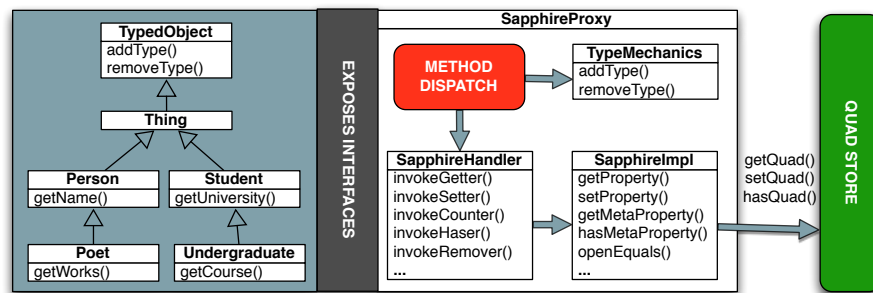 TypedObject
addType()
removeType()
Thing
Person
getName()
Student
getUniversity()
Poet
getWorks()
Undergraduate
getCourse()
EXPOSES INTERFACES
SapphireProxy
METHOD
DISPATCH
TypeMechanics
addType()
removeType()
SapphireHandler
invokeGetter()
invokeSetter()
invokeCounter()
invokeHaser()
invokeRemover()
...
SapphireImpl
getProperty()
setProperty()
getMetaProperty()
hasMetaProperty()
openEquals()
...
getQuad()
setQuad()
hasQuad()
QUAD STORE